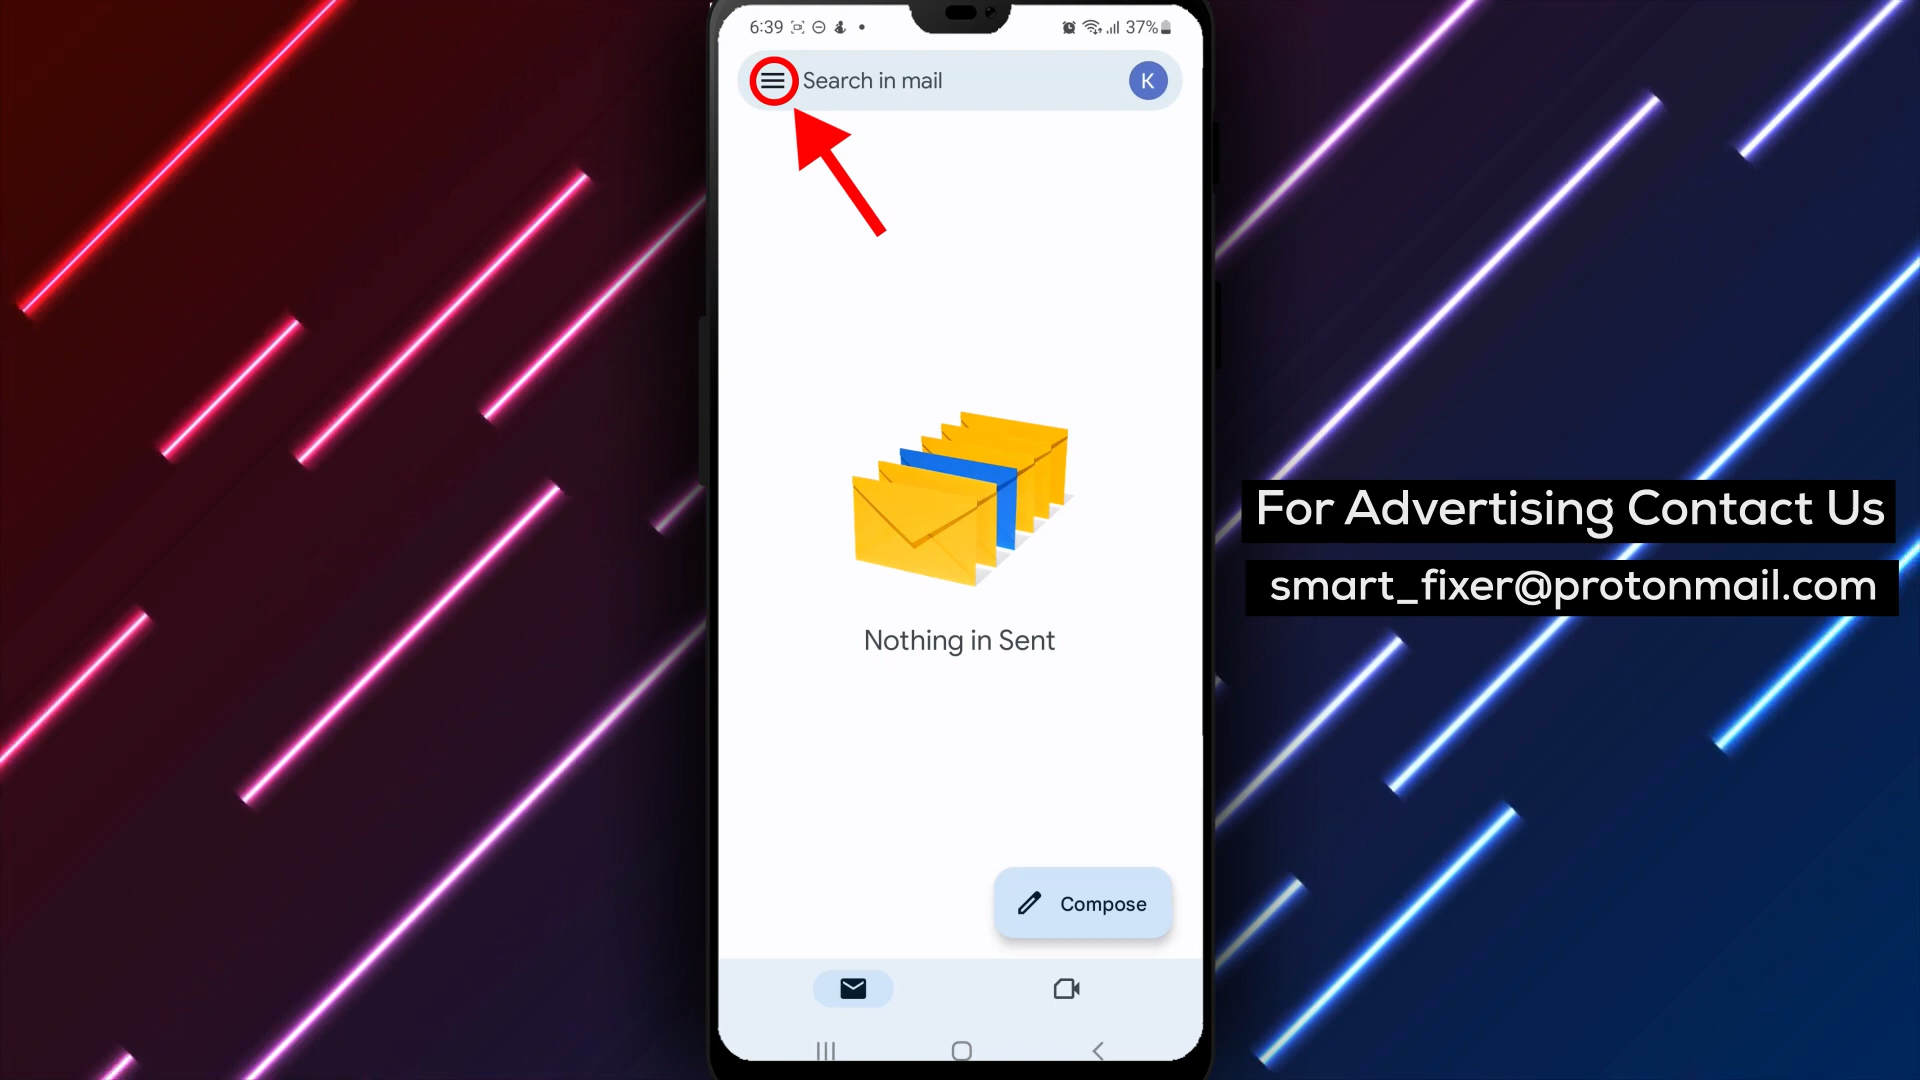 6:39
37%
Search in mail
K
Nothing in Sent
For Advertising Contact Us
smart_fixer@protonmail.com
Compose